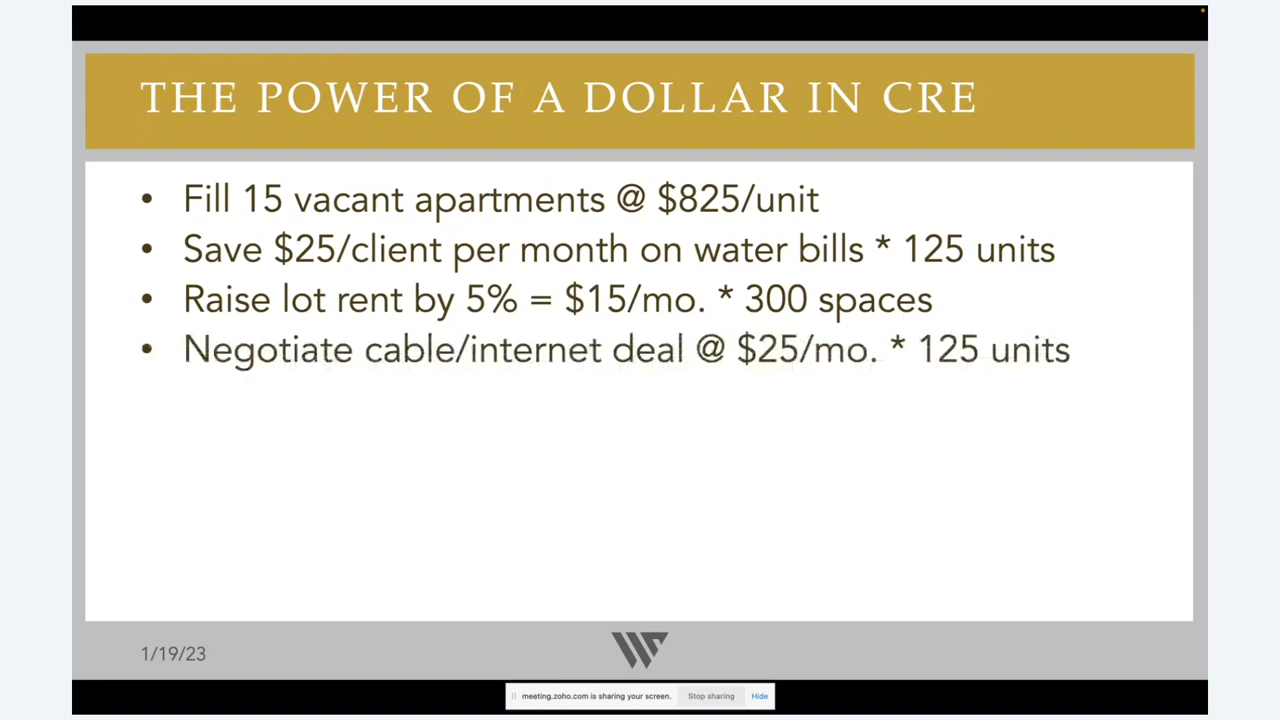 THE POWER OF A DOLLAR IN CRE
• Fill 15 vacant apartments @ $825/unit
• Save $25/client per month on water bills * 125 units
• Raise lot rent by 5% = $15/mo. * 300 spaces
• Negotiate cable/internet deal @ $25/mo. * 125 units
1/19/23
meeting.zoho.com is sharing your screen. Stop sharing Hide